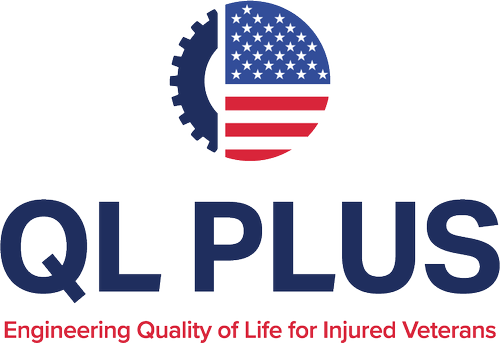 QL PLUS
Engineering Quality of Life for Injured Veterans